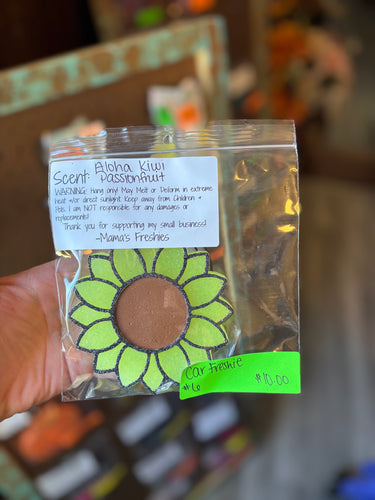 Scent: Aloha Kiwi
Passionfruit
WARNING: Hang only! May Melt or Deform in extreme
heat +/or direct sunlight. Keep away from Children +
Pets. I am NOT responsible for any damages or
replacements!
Thank you for supporting my small business!
-Mama's Freshies
Car Freshie
#6 $10.00